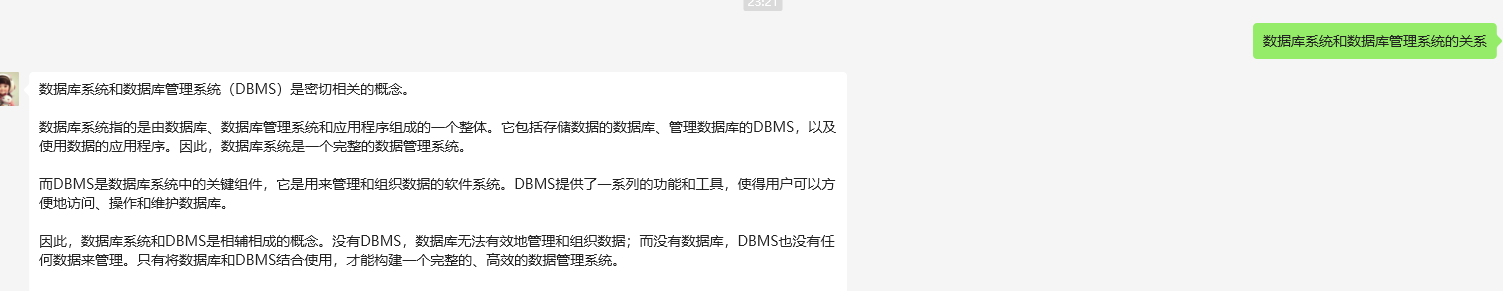 23:21
数据库系统和数据库管理系统的关系
数据库系统和数据库管理系统（DBMS）是密切相关的概念。
数据库系统指的是由数据库、数据库管理系统和应用程序组成的一个整体。它包括存储数据的数据库、管理数据库的DBMS，以及
使用数据的应用程序。因此，数据库系统是一个完整的数据管理系统。
而DBMS是数据库系统中的关键组件，它是用来管理和组织数据的软件系统。DBMS提供了一系列的功能和工具，使得用户可以方
便地访问、操作和维护数据库。
因此，数据库系统和DBMS是相辅相成的概念。没有DBMS，数据库无法有效地管理和组织数据；而没有数据库，DBMS也没有任
何数据来管理。只有将数据库和DBMS结合使用，才能构建一个完整的、高效的数据管理系统。